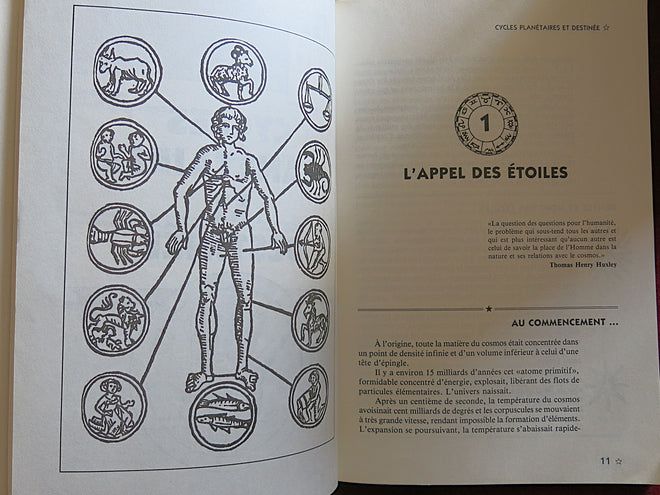 CYCLES PLANÉTAIRES ET DESTINÉE ☆
1
L'APPEL DES ÉTOILES
«La question des questions pour l'humanité,
le problème qui sous-tend tous les autres et
qui est plus intéressant qu'aucun autre est
celui de savoir la place de l'Homme dans la
nature et ses relations avec le cosmos.»
Thomas Henry Huxley
AU COMMENCEMENT ...
À l'origine, toute la matière du cosmos était concentrée dans
un point de densité infinie et d'un volume inférieur à celui d'une
tête d'épingle.
Il y a environ 15 milliards d'années cet «atome primitif»,
formidable concentré d'énergie, explosait, libérant des flots de
particules élémentaires. L'univers naissait.
Après un centième de seconde, la température du cosmos
avoisinait cent milliards de degrés et les corpuscules se mouvaient
à très grande vitesse, rendant impossible la formation d'éléments.
L'expansion se poursuivant, la température s'abaissait rapide-
11 ☆